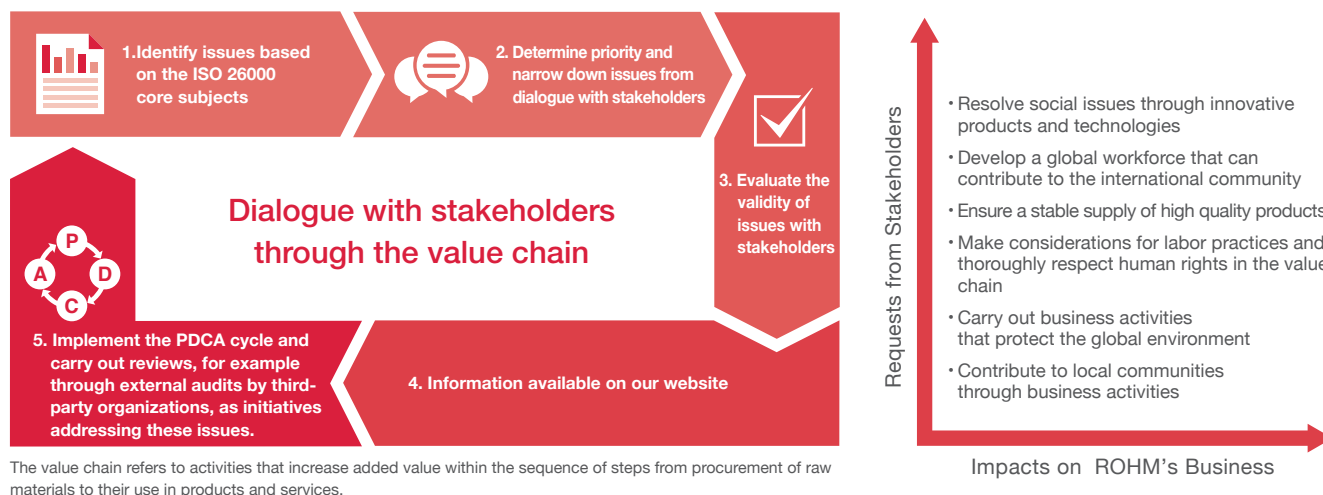 1.Identify issues based
on the ISO 26000
core subjects
2. Determine priority and
narrow down issues from
dialogue with stakeholders
3. Evaluate the
validity of
issues with
stakeholders
Dialogue with stakeholders
through the value chain
P
A
D
C
5. Implement the PDCA cycle and
carry out reviews, for example
through external audits by third-
party organizations, as initiatives
addressing these issues.
4. Information available on our website
The value chain refers to activities that increase added value within the sequence of steps from procurement of raw
materials to their use in products and services.
Requests from Stakeholders
・Resolve social issues through innovative
products and technologies
・Develop a global workforce that can
contribute to the international community
・Ensure a stable supply of high quality products
・Make considerations for labor practices and
thoroughly respect human rights in the value
chain
・Carry out business activities
that protect the global environment
・Contribute to local communities
through business activities
Impacts on ROHM's Business